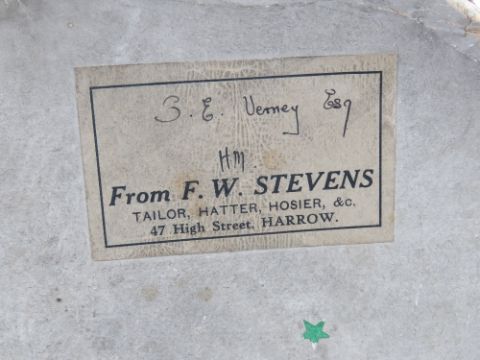 S. E. Verney Esq
HM.
From F. W. STEVENS
TAILOR, HATTER, HOSIER, &c.
47 High Street, HARROW.